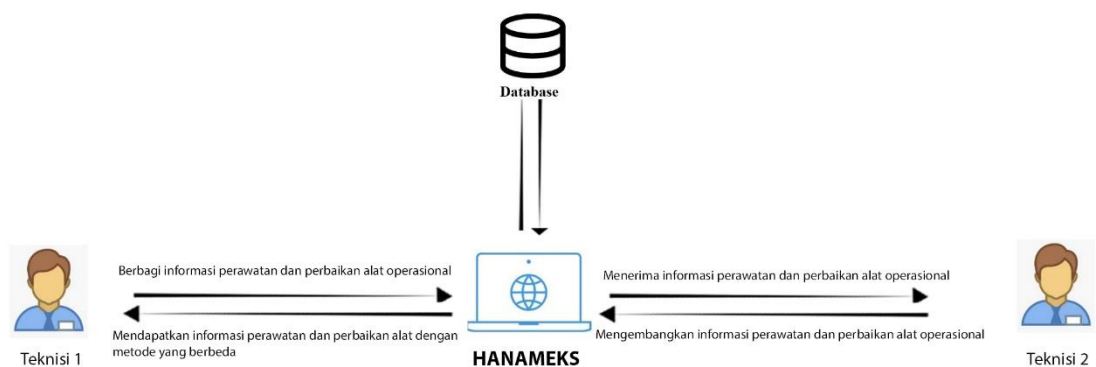 Database
Berbagi informasi perawatan dan perbaikan alat operasional
Mendapatkan informasi perawatan dan perbaikan alat dengan
metode yang berbeda
Teknisi 1
HANAMEKS
Menerima informasi perawatan dan perbaikan alat operasional
Mengembangkan informasi perawatan dan perbaikan alat operasional
Teknisi 2